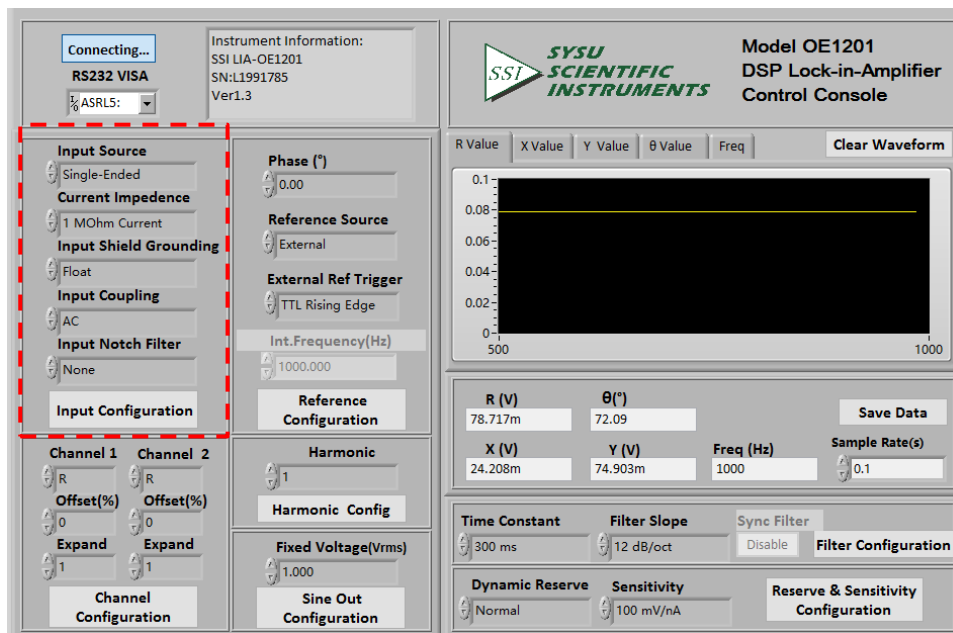 Connecting...
RS232 VISA
I/O ASRL5:
Instrument Information:
SSI LIA-OE1201
SN:L1991785
Ver1.3
SSI
SYSU
SCIENTIFIC
INSTRUMENTS
Model OE1201
DSP Lock-in-Amplifier
Control Console
Input Source
Single-Ended
Current Impedence
1 MOhm Current
Input Shield Grounding
Float
Input Coupling
AC
Input Notch Filter
None
Input Configuration
Phase (°)
0.00
Reference Source
External
External Ref Trigger
TTL Rising Edge
Int.Frequency(Hz)
1000.000
Reference
Configuration
R Value X Value Y Value θ Value Freq Clear Waveform
0.1
0.08
0.06
0.04
0.02
0
500 1000
R (V) θ(°)
78.717m 72.09
Save Data
X (V) Y (V) Freq (Hz) Sample Rate(s)
24.208m 74.903m 1000 0.1
Channel 1 Channel 2
R R
Offset(%) Offset(%)
0 0
Expand Expand
1 1
Channel
Configuration
Harmonic
1
Harmonic Config
Fixed Voltage(Vrms)
1.000
Sine Out
Configuration
Time Constant Filter Slope Sync Filter
300 ms 12 dB/oct Disable Filter Configuration
Dynamic Reserve Sensitivity
Normal 100 mV/nA
Reserve & Sensitivity
Configuration